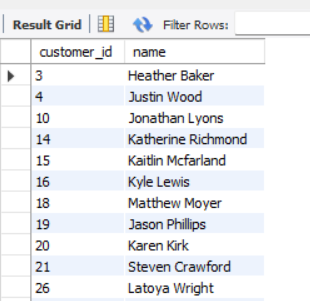 Result Grid Filter Rows:
customer_id name
3 Heather Baker
4 Justin Wood
10 Jonathan Lyons
14 Katherine Richmond
15 Kaitlin Mcfarland
16 Kyle Lewis
18 Matthew Moyer
19 Jason Phillips
20 Karen Kirk
21 Steven Crawford
26 Latoya Wright